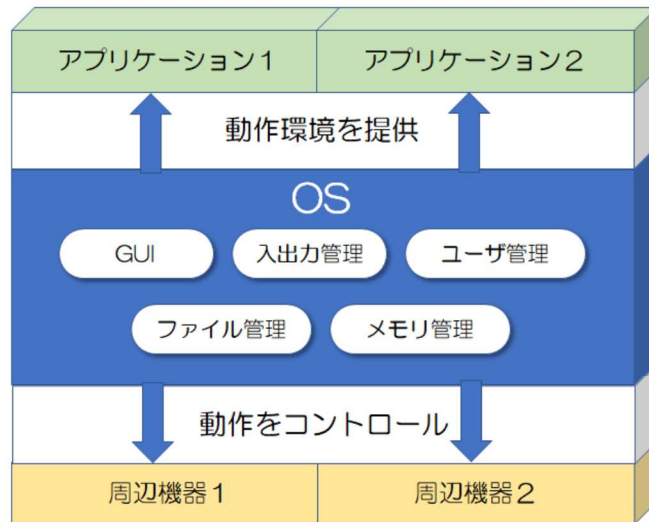 アプリケーション1
アプリケーション2
動作環境を提供
OS
GUI
入出力管理
ユーザ管理
ファイル管理
メモリ管理
動作をコントロール
周辺機器1
周辺機器2